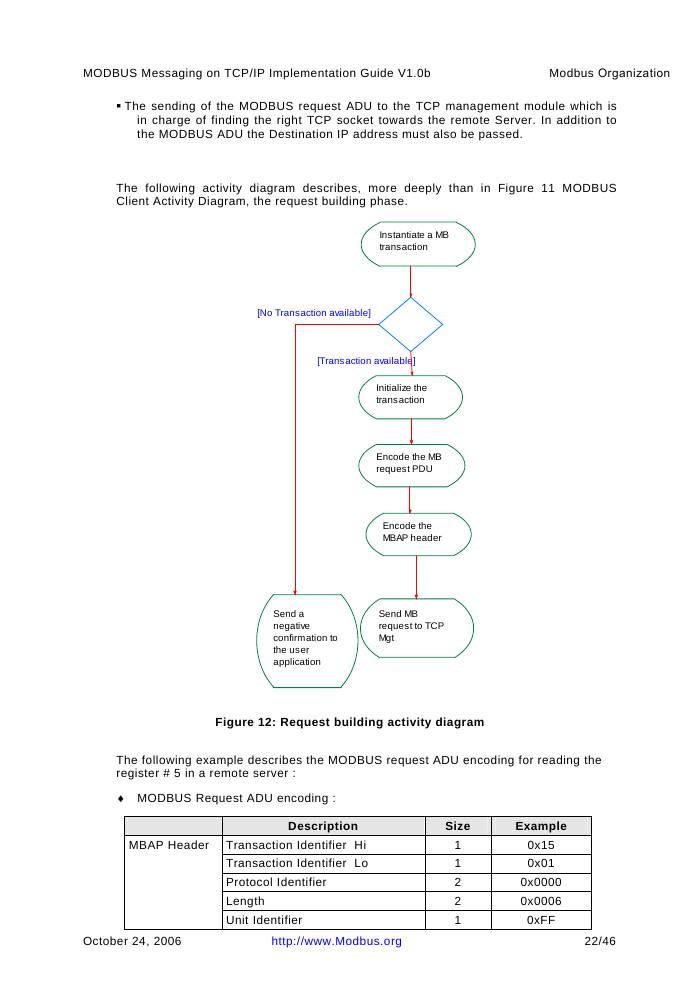 MODBUS Messaging on TCP/IP Implementation Guide V1.0b Modbus Organization
▪ The sending of the MODBUS request ADU to the TCP management module which is
in charge of finding the right TCP socket towards the remote Server. In addition to
the MODBUS ADU the Destination IP address must also be passed.
The following activity diagram describes, more deeply than in Figure 11 MODBUS
Client Activity Diagram, the request building phase.
Instantiate a MB
transaction
[No Transaction available]
[Transaction available]
Initialize the
transaction
Encode the MB
request PDU
Encode the
MBAP header
Send a
negative
confirmation to
the user
application
Send MB
request to TCP
Mgt
Figure 12: Request building activity diagram
The following example describes the MODBUS request ADU encoding for reading the
register # 5 in a remote server :
♦ MODBUS Request ADU encoding :
Description Size Example
MBAP Header Transaction Identifier Hi 1 0x15
Transaction Identifier Lo 1 0x01
Protocol Identifier 2 0x0000
Length 2 0x0006
Unit Identifier 1 0xFF
October 24, 2006 http://www.Modbus.org 22/46